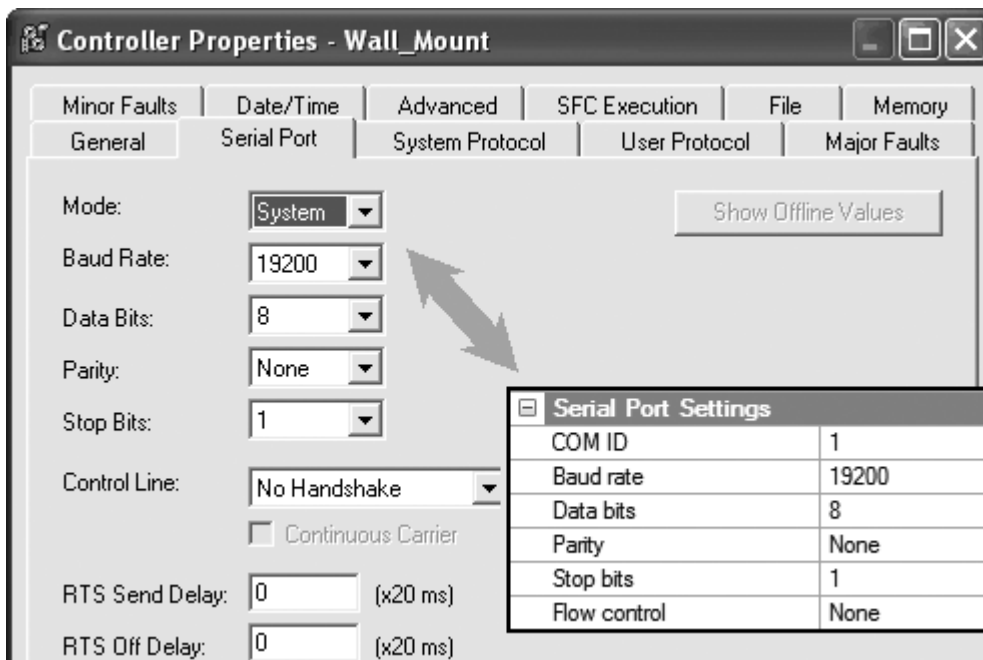 Controller Properties - Wall_Mount
Minor Faults Date/Time Advanced SFC Execution File Memory
General Serial Port System Protocol User Protocol Major Faults
Mode: System Show Offline Values
Baud Rate: 19200
Data Bits: 8
Parity: None
Stop Bits: 1
Control Line: No Handshake
Continuous Carrier
RTS Send Delay: 0 (x20 ms)
RTS Off Delay: 0 (x20 ms)
Serial Port Settings
COM ID 1
Baud rate 19200
Data bits 8
Parity None
Stop bits 1
Flow control None